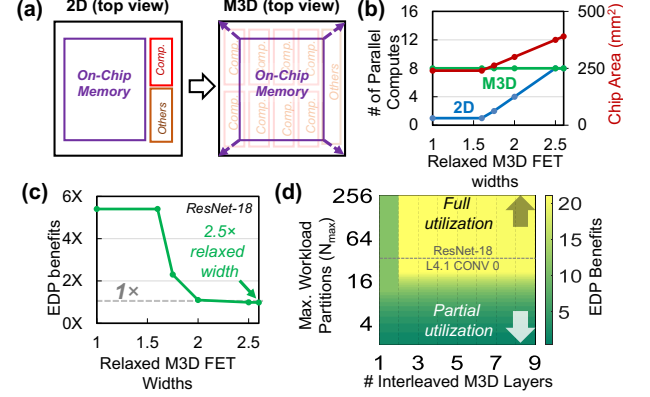 (a)
2D (top view)
M3D (top view)
On-Chip
Memory
Comp.
Others
Comp.
Comp.
Comp.
Comp.
Comp.
Comp.
Comp.
Comp.
Others
On-Chip
Memory
(b)
# of Parallel
Computes
16
12
8
4
0
500
250
0
Chip Area (mm²)
M3D
2D
1
1.5
2
2.5
Relaxed M3D FET
widths
(c)
EDP benefits
6X
4X
2X
0X
ResNet-18
2.5×
relaxed
width
1×
1
1.5
2
2.5
Relaxed M3D FET
Widths
(d)
Max. Workload
Partitions (Nmax)
256
64
16
4
Full
utilization
ResNet-18
L4.1 CONV 0
Partial
utilization
1
3
5
7
9
# Interleaved M3D Layers
20
15
10
5
EDP Benefits